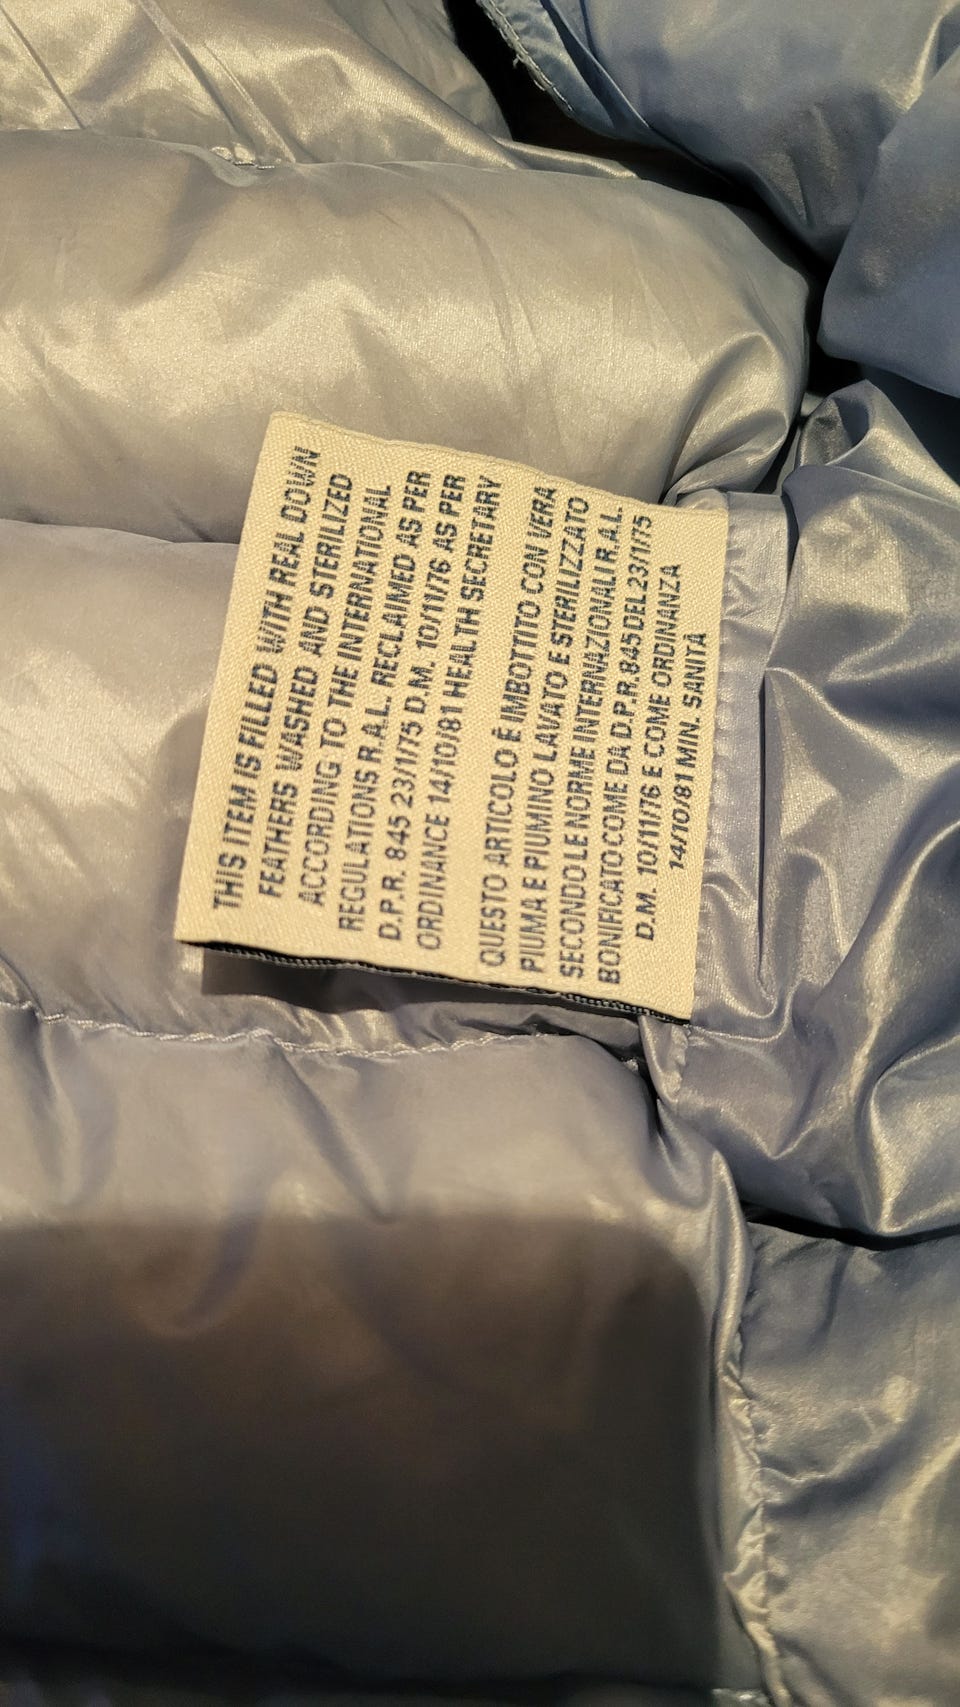 THIS ITEM IS FILLED WITH REAL DOWN
FEATHERS WASHED AND STERILIZED
ACCORDING TO THE INTERNATIONAL
REGULATIONS R.A.L. RECLAIMED AS PER
D.P.R. 845 23/1/75 D.M. 10/11/76 AS PER
ORDINANCE 14/10/81 HEALTH SECRETARY
QUESTO ARTICOLO È IMBOTTITO CON VERA
PIUMA E PIUMINO LAVATO E STERILIZZATO
SECONDO LE NORME INTERNAZIONALI R.A.L.
BONIFICATO COME DA D.P.R. 845 DEL 23/1/75
D.M. 10/11/76 E COME ORDINANZA
14/10/81 MIN. SANITÀ